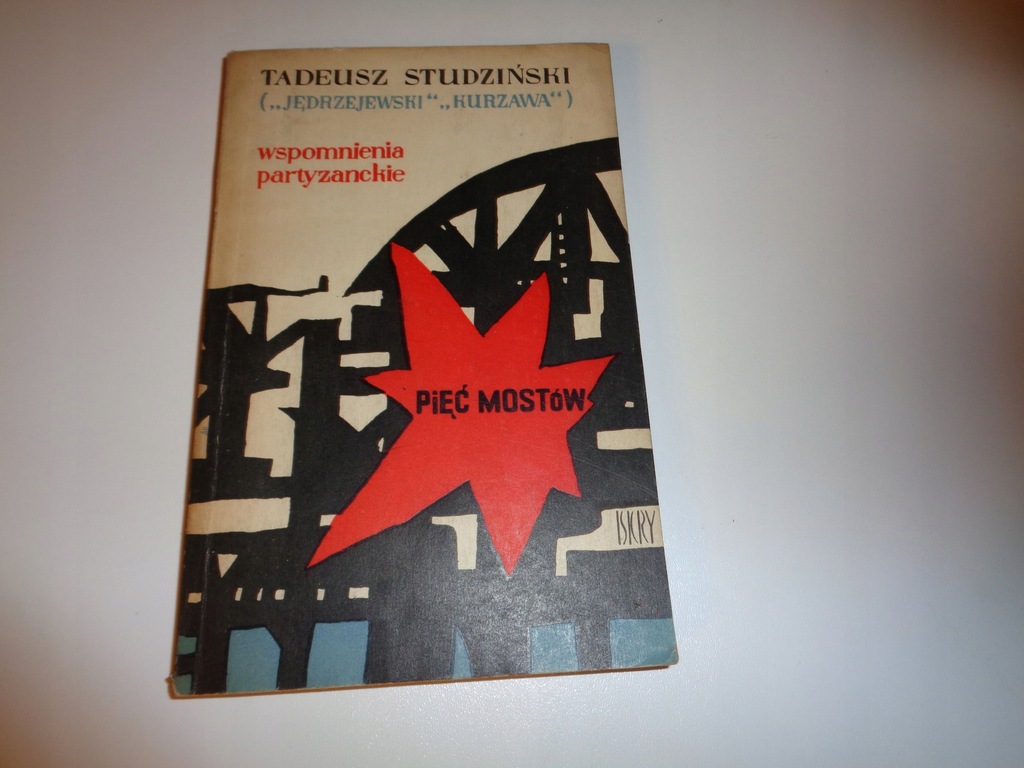 TADEUSZ STUDZIŃSKI
(„JĘDRZEJEWSKI“ „KURZAWA“)
wspomnienia
partyzanckie
PiĘĆ MOSTóW
ISKRY